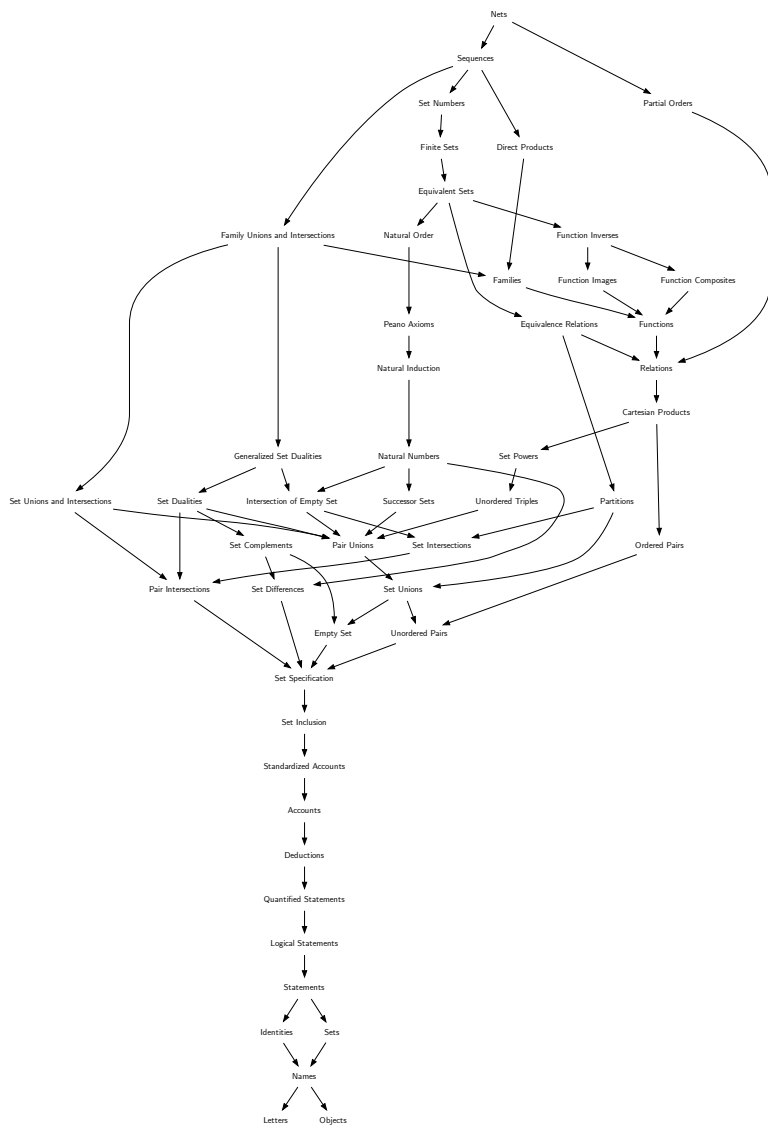 Nets
Sequences
Set Numbers
Partial Orders
Finite Sets
Direct Products
Equivalent Sets
Family Unions and Intersections
Natural Order
Function Inverses
Families
Function Images
Function Composites
Peano Axioms
Equivalence Relations
Functions
Natural Induction
Relations
Cartesian Products
Generalized Set Dualities
Natural Numbers
Set Powers
Set Unions and Intersections
Set Dualities
Intersection of Empty Set
Successor Sets
Unordered Triples
Partitions
Set Complements
Pair Unions
Set Intersections
Ordered Pairs
Pair Intersections
Set Differences
Set Unions
Empty Set
Unordered Pairs
Set Specification
Set Inclusion
Standardized Accounts
Accounts
Deductions
Quantified Statements
Logical Statements
Statements
Identities
Sets
Names
Letters
Objects